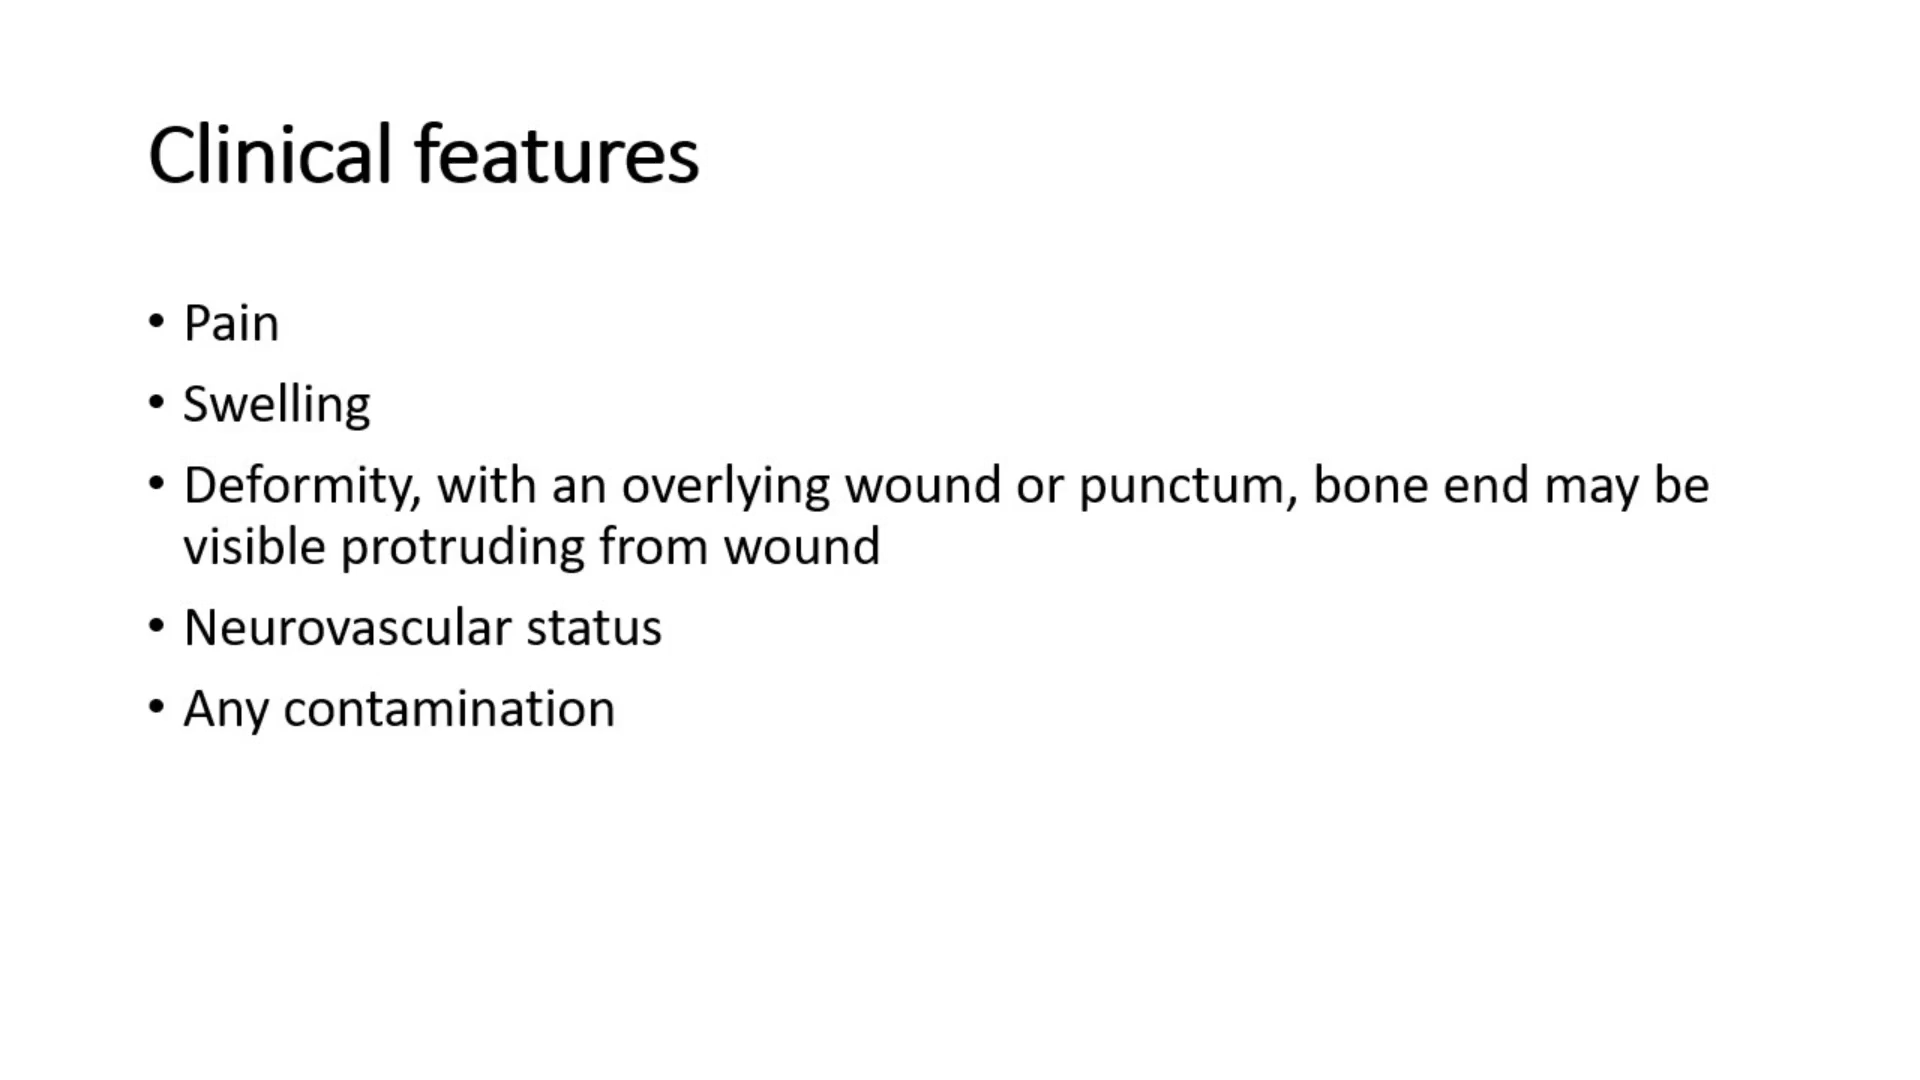 Clinical features
• Pain
• Swelling
• Deformity, with an overlying wound or punctum, bone end may be
visible protruding from wound
• Neurovascular status
• Any contamination